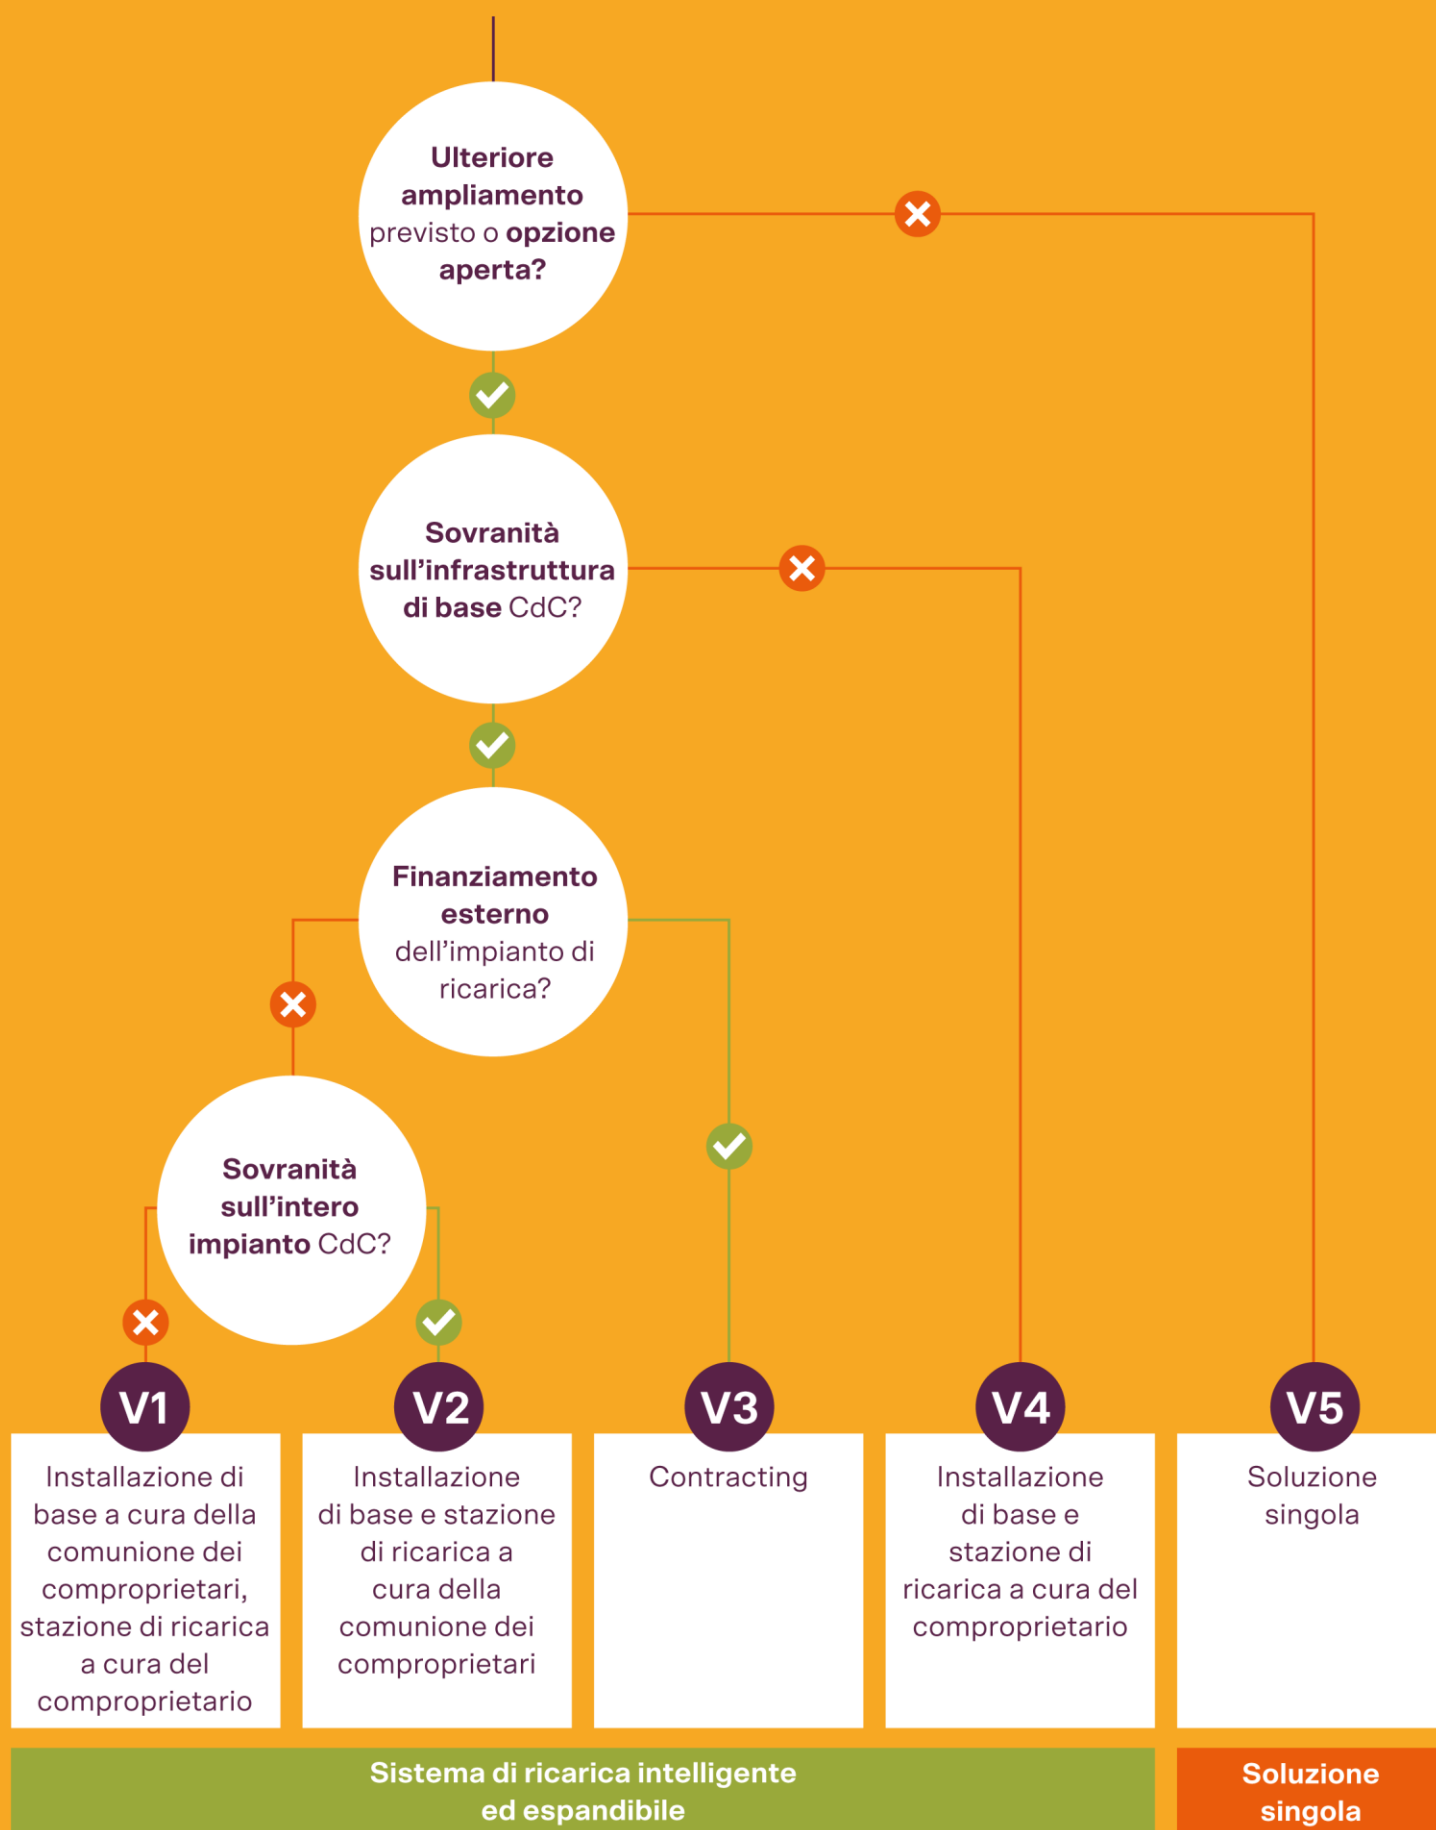 Ulteriore
ampliamento
previsto o opzione
aperta?
Sovranità
sull’infrastruttura
di base CdC?
Finanziamento
esterno
dell’impianto di
ricarica?
Sovranità
sull’intero
impianto CdC?
V1
Installazione di
base a cura della
comunione dei
comproprietari,
stazione di ricarica
a cura del
comproprietario
V2
Installazione
di base e stazione
di ricarica a
cura della
comunione dei
comproprietari
V3
Contracting
V4
Installazione
di base e
stazione di
ricarica a cura del
comproprietario
V5
Soluzione
singola
Sistema di ricarica intelligente
ed espandibile
Soluzione
singola